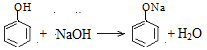 OH ONa
+ NaOH ⟶ + H₂O